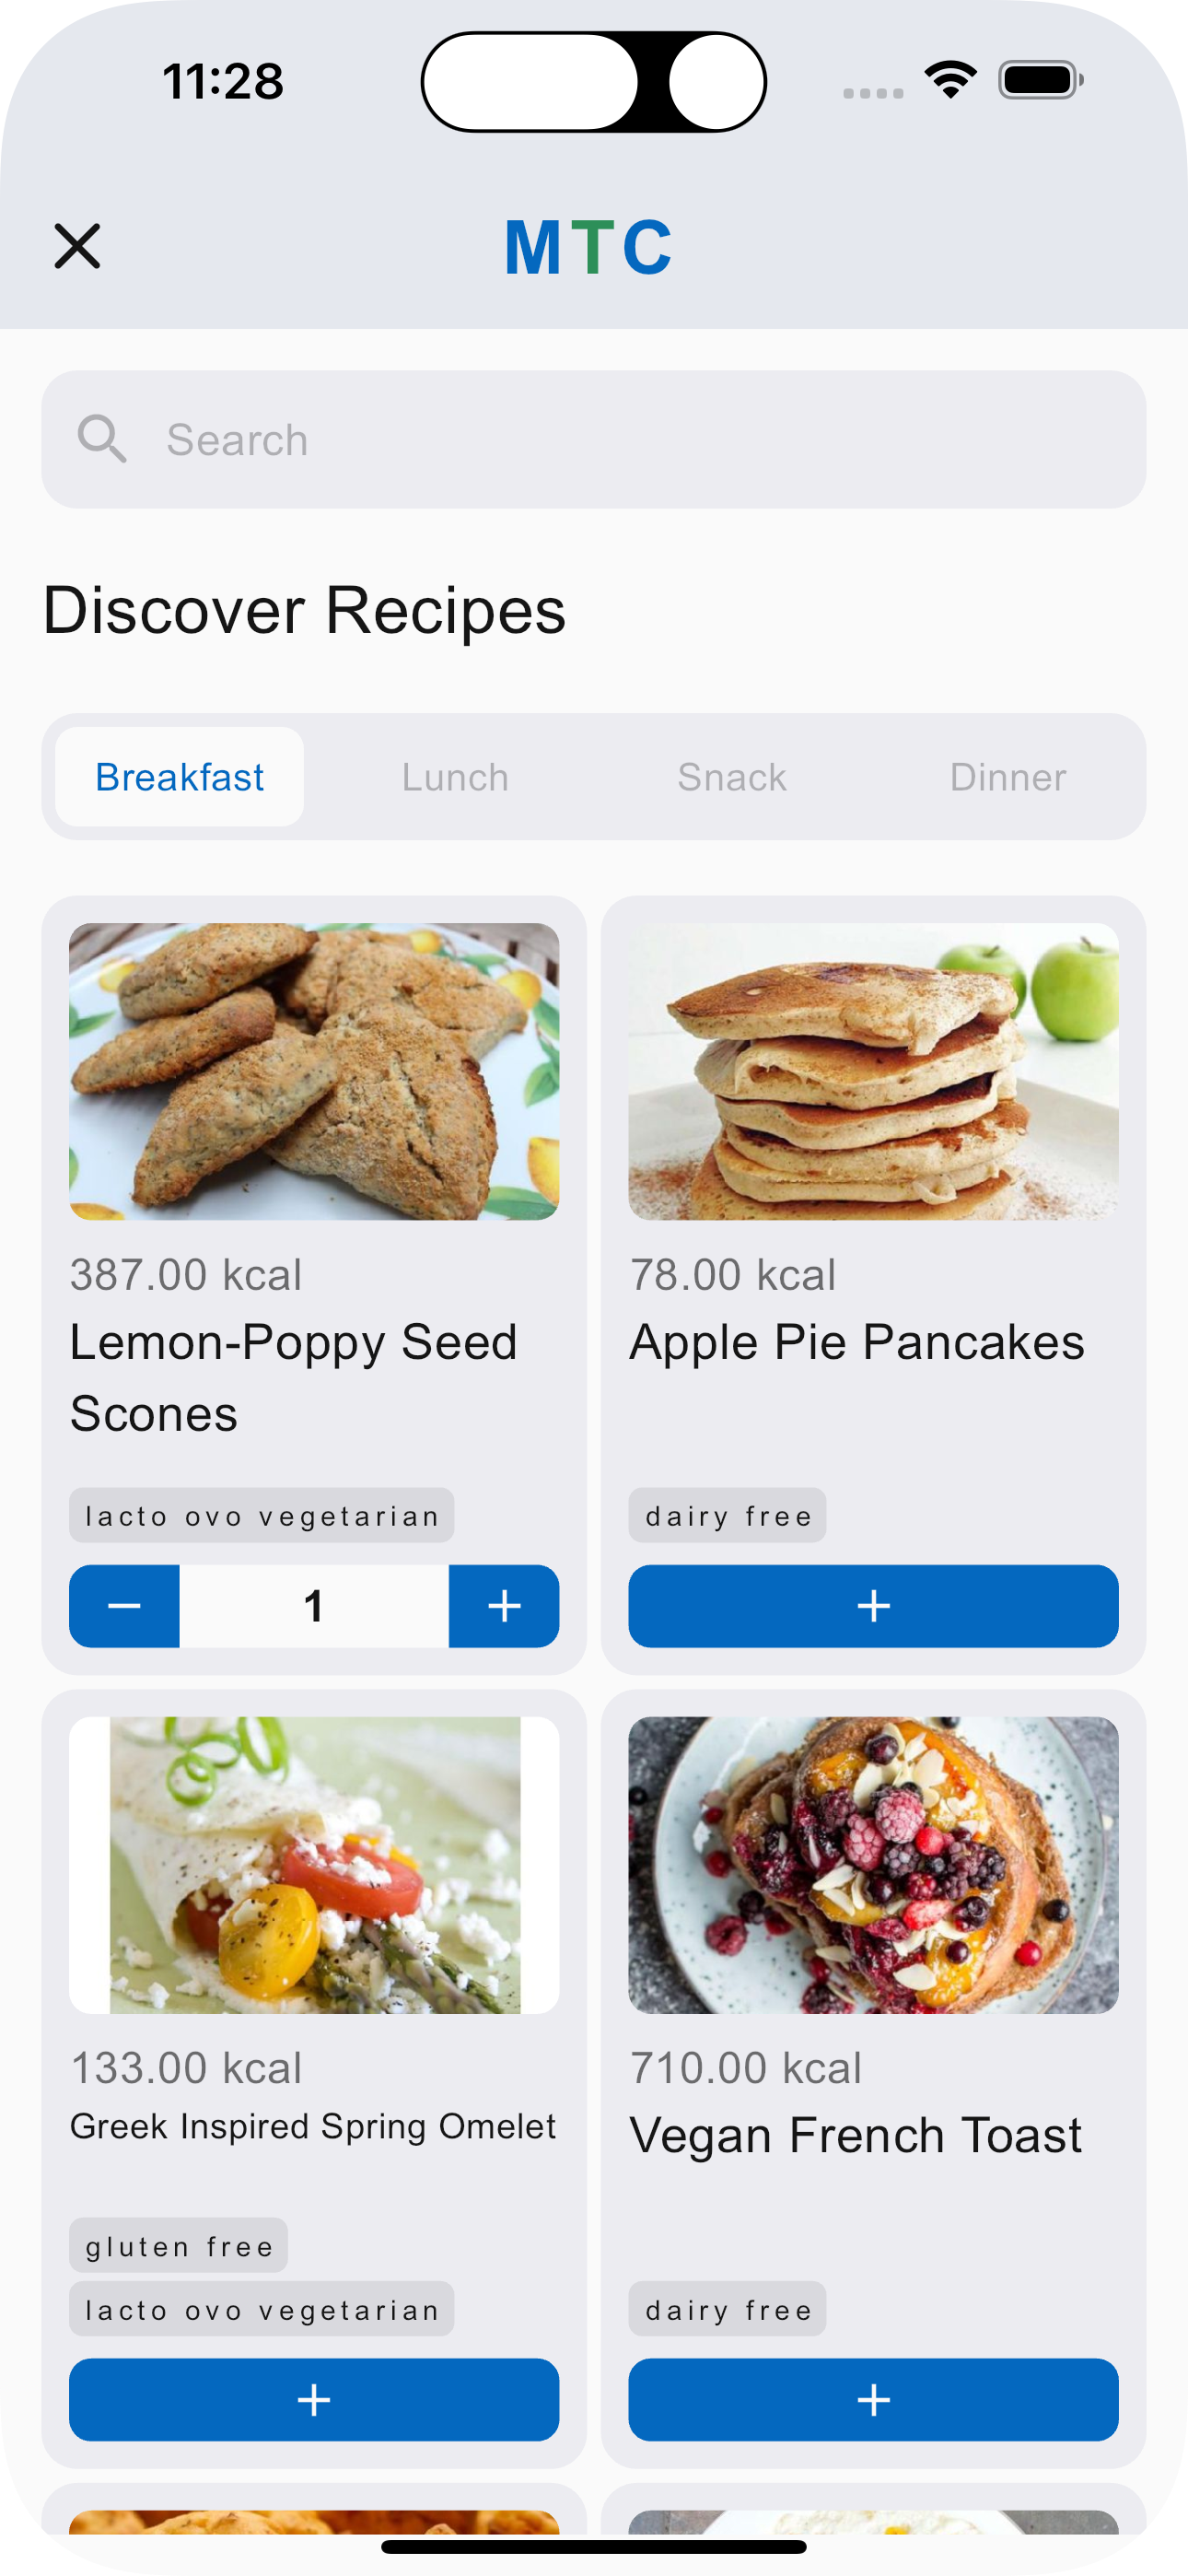 11:28
MTC
Search
Discover Recipes
Breakfast Lunch Snack Dinner
387.00 kcal
Lemon-Poppy Seed
Scones
lacto ovo vegetarian
1
78.00 kcal
Apple Pie Pancakes
dairy free
133.00 kcal
Greek Inspired Spring Omelet
gluten free
lacto ovo vegetarian
710.00 kcal
Vegan French Toast
dairy free